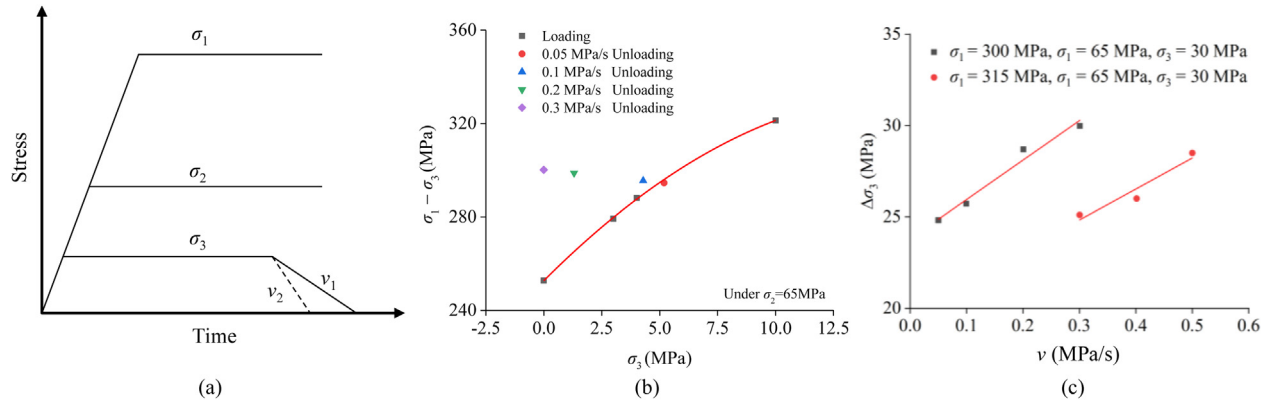 Stress
σ1
σ2
σ3
v1
v2
Time
(a)
360
320
280
240
σ1 − σ3 (MPa)
Loading
0.05 MPa/s Unloading
0.1 MPa/s Unloading
0.2 MPa/s Unloading
0.3 MPa/s Unloading
Under σ2=65MPa
-2.5 0.0 2.5 5.0 7.5 10.0 12.5
σ3 (MPa)
(b)
35
30
25
20
Δσ3 (MPa)
σ1 = 300 MPa, σ1 = 65 MPa, σ3 = 30 MPa
σ1 = 315 MPa, σ1 = 65 MPa, σ3 = 30 MPa
0.0 0.1 0.2 0.3 0.4 0.5 0.6
v (MPa/s)
(c)